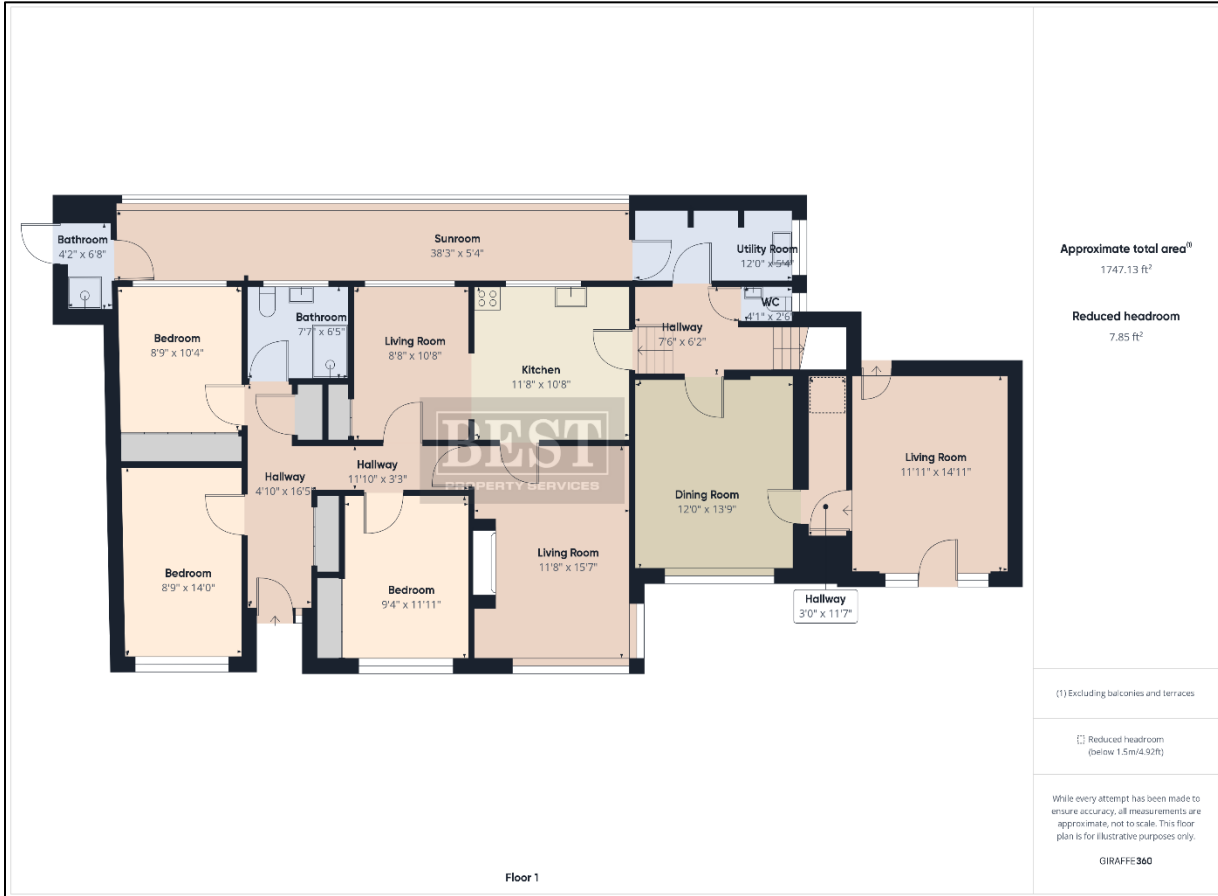 Bathroom
4'2" x 6'8"
Sunroom
38'3" x 5'4"
Utility Room
12'0" x 5'4"
WC
4'1" x 2'6"
Bedroom
8'9" x 10'4"
Bathroom
7'7" x 6'5"
Living Room
8'8" x 10'8"
Kitchen
11'8" x 10'8"
Hallway
7'6" x 6'2"
Hallway
4'10" x 16'5"
Hallway
11'10" x 3'3"
BEST
PROPERTY SERVICES
Dining Room
12'0" x 13'9"
Living Room
11'11" x 14'11"
Bedroom
8'9" x 14'0"
Bedroom
9'4" x 11'11"
Living Room
11'8" x 15'7"
Hallway
3'0" x 11'7"
Floor 1
Approximate total area(1)
1747.13 ft²
Reduced headroom
7.85 ft²
(1) Excluding balconies and terraces
Reduced headroom
(below 1.5m/4.92ft)
While every attempt has been made to
ensure accuracy, all measurements are
approximate, not to scale. This floor
plan is for illustrative purposes only.
GIRAFFE360